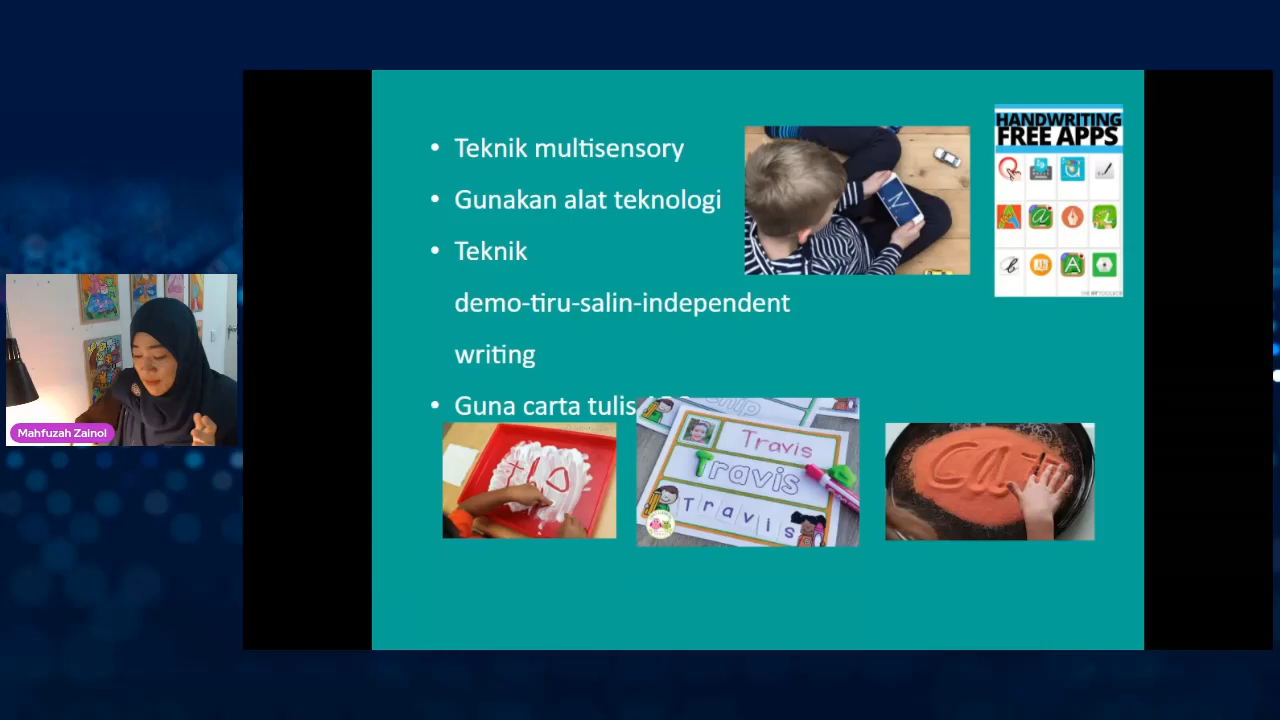 • Teknik multisensory
• Gunakan alat teknologi
• Teknik
demo-tiru-salin-independent
writing
• Guna carta tulis
HANDWRITING
FREE APPS
N
Travis
Travis
Travis
Mahfuzah Zainol